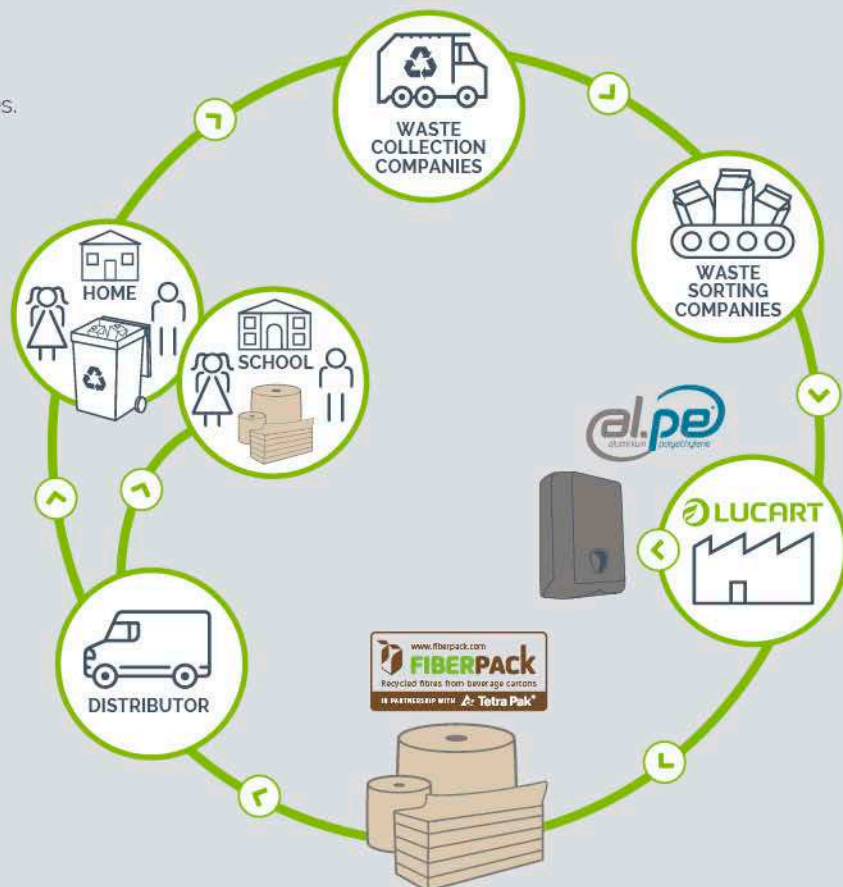 s.
WASTE
COLLECTION
COMPANIES
WASTE
SORTING
COMPANIES
HOME
SCHOOL
al.pe
aluminium polyethylene
LUCART
www.fiberpack.com
FIBERPACK
Recycled fibres from beverage cartons
IN PARTNERSHIP WITH Tetra Pak®
DISTRIBUTOR